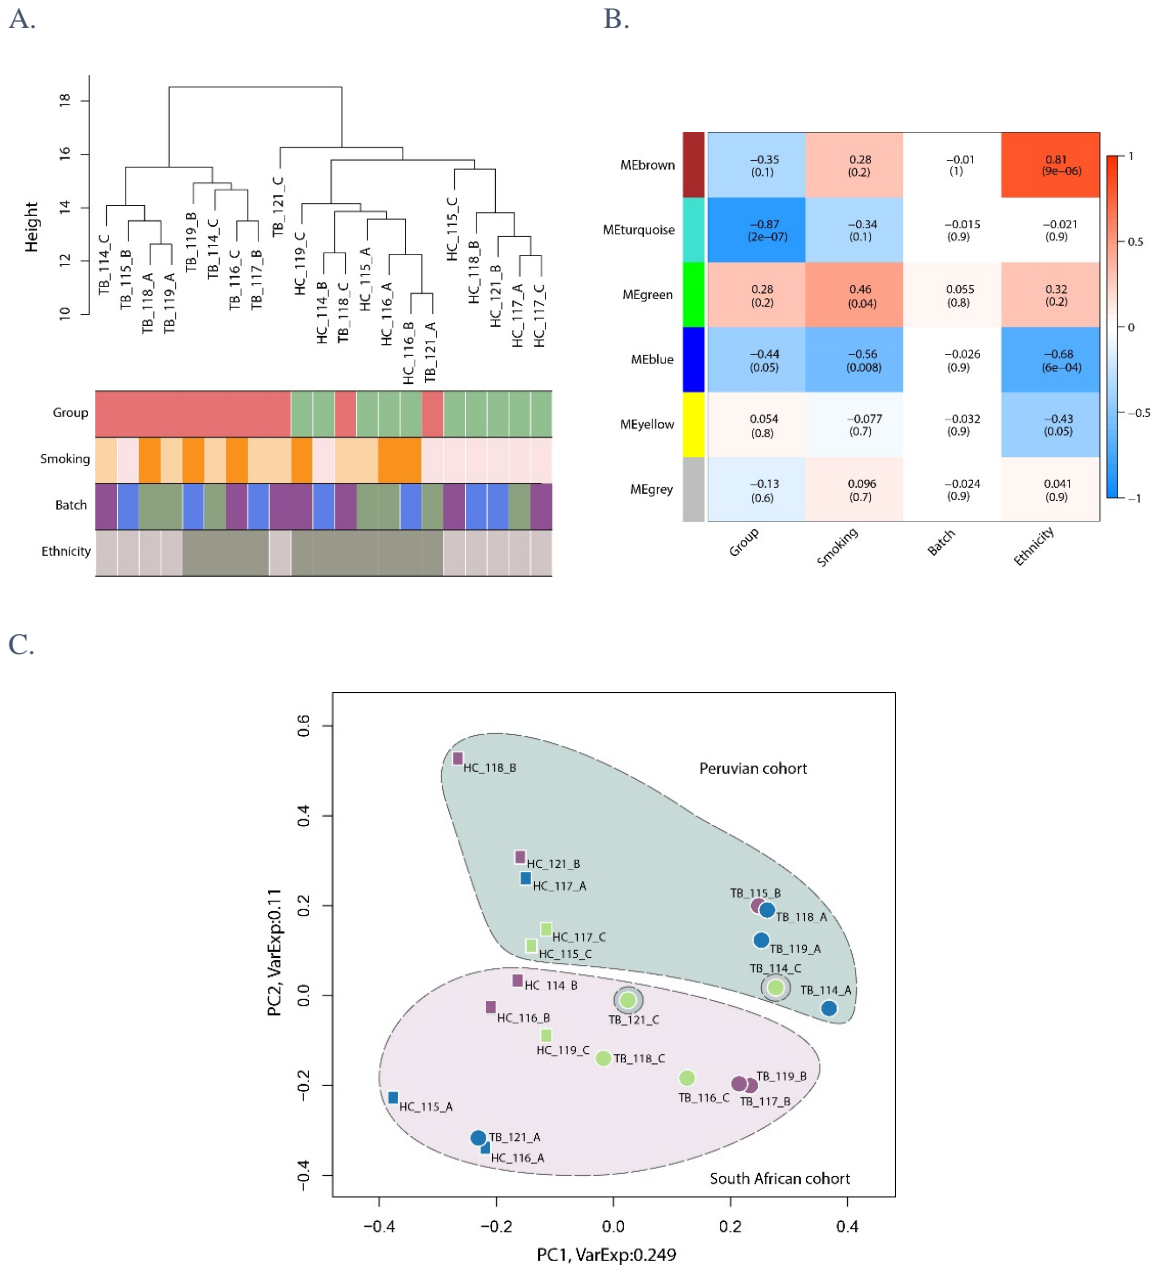 A.
B.
Height
18
16
14
12
10
TB_114_C
TB_115_B
TB_118_A
TB_119_A
TB_119_B
TB_114_C
TB_116_C
TB_117_B
TB_121_C
HC_119_C
HC_114_B
TB_118_C
HC_115_A
HC_116_A
HC_116_B
TB_121_A
HC_115_C
HC_118_B
HC_121_B
HC_117_A
HC_117_C
Group
Smoking
Batch
Ethnicity
MEbrown
−0.35
(0.1)
0.28
(0.2)
−0.01
(1)
0.81
(9e−06)
MEturquoise
−0.87
(2e−07)
−0.34
(0.1)
−0.015
(0.9)
−0.021
(0.9)
MEgreen
0.28
(0.2)
0.46
(0.04)
0.055
(0.8)
0.32
(0.2)
MEblue
−0.44
(0.05)
−0.56
(0.008)
−0.026
(0.9)
−0.68
(6e−04)
MEyellow
0.054
(0.8)
−0.077
(0.7)
−0.032
(0.9)
−0.43
(0.05)
MEgrey
−0.13
(0.6)
0.096
(0.7)
−0.024
(0.9)
0.041
(0.9)
Group
Smoking
Batch
Ethnicity
1
0.5
0
−0.5
−1
C.
PC2, VarExp:0.11
0.6
0.4
0.2
0.0
−0.2
−0.4
Peruvian cohort
HC_118_B
HC_121_B
HC_117_A
HC_117_C
HC_115_C
TB_115_B
TB_118_A
TB_119_A
TB_114_C
TB_114_A
HC_114_B
HC_116_B
TB_121_C
HC_119_C
TB_118_C
TB_116_C
TB_119_B
TB_117_B
HC_115_A
TB_121_A
HC_116_A
South African cohort
−0.4
−0.2
0.0
0.2
0.4
PC1, VarExp:0.249